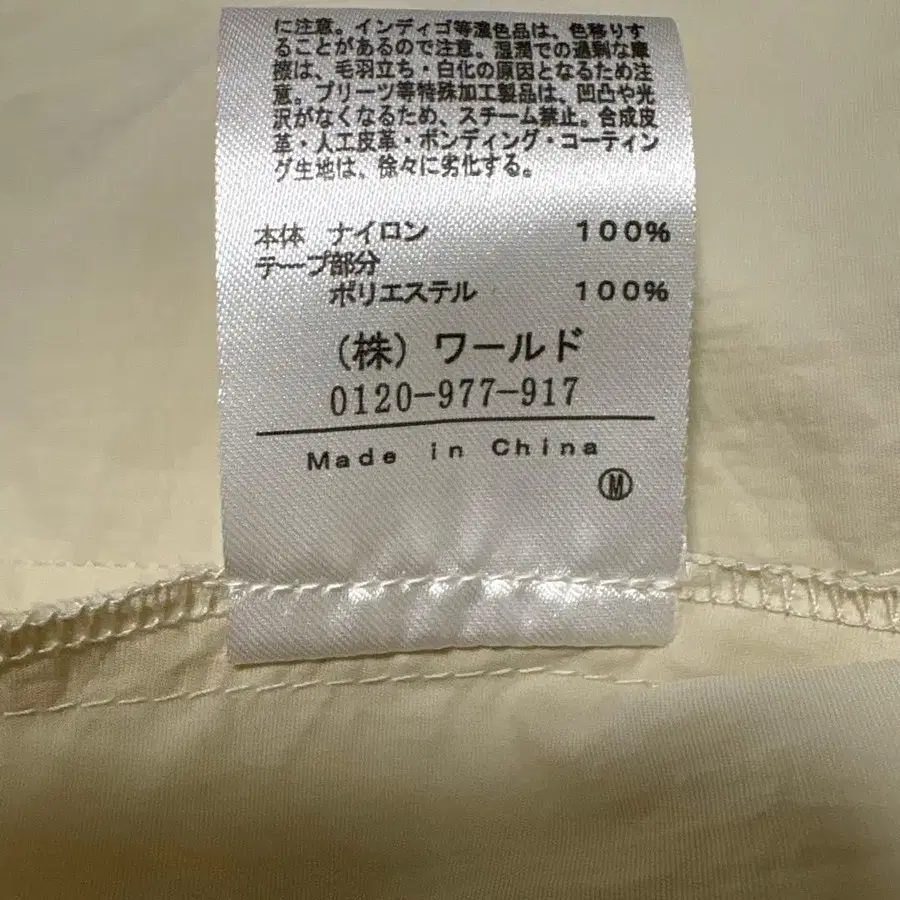 に注意。インディゴ等濃色品は、色移りす
ることがあるので注意。湿潤での過剰な摩
擦は、毛羽立ち・白化の原因となるため注
意。プリーツ等特殊加工製品は、凹凸や光
沢がなくなるため、スチーム禁止。合成皮
革・人工皮革・ボンディング・コーティン
グ生地は、徐々に劣化する。
本体 ナイロン 100%
テープ部分
ポリエステル 100%
(株) ワールド
0120-977-917
Made in China
Ⓜ